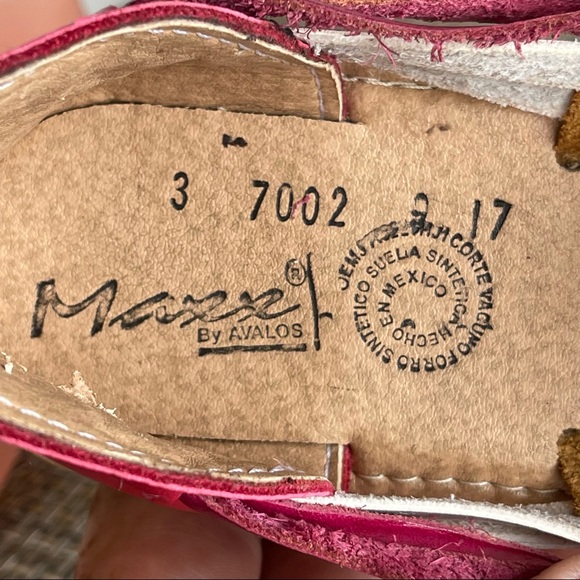 3 7002 17
Maxx
®
By AVALOS
CORTE VACUNO FORRO SINTETICO
SUELA SINTETICA HECHO
EN MEXICO